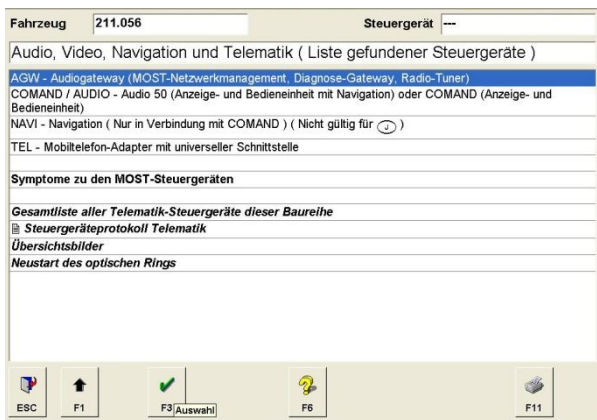 Fahrzeug 211.056 Steuergerät ---
Audio, Video, Navigation und Telematik ( Liste gefundener Steuergeräte )
AGW - Audiogateway (MOST-Netzwerkmanagement, Diagnose-Gateway, Radio-Tuner)
COMAND / AUDIO - Audio 50 (Anzeige- und Bedieneinheit mit Navigation) oder COMAND (Anzeige- und
Bedieneinheit)
NAVI - Navigation ( Nur in Verbindung mit COMAND ) ( Nicht gültig für J )
TEL - Mobiltelefon-Adapter mit universeller Schnittstelle
Symptome zu den MOST-Steuergeräten
Gesamtliste aller Telematik-Steuergeräte dieser Baureihe
Steuergeräteprotokoll Telematik
Übersichtsbilder
Neustart des optischen Rings
ESC F1 F3 Auswahl F6 F11